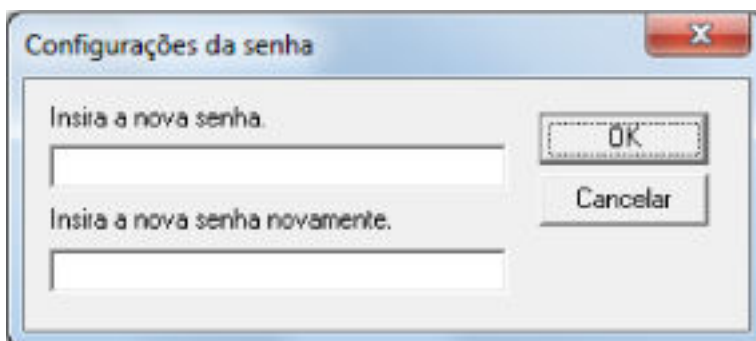 Configurações da senha
Insira a nova senha.
OK
Cancelar
Insira a nova senha novamente.